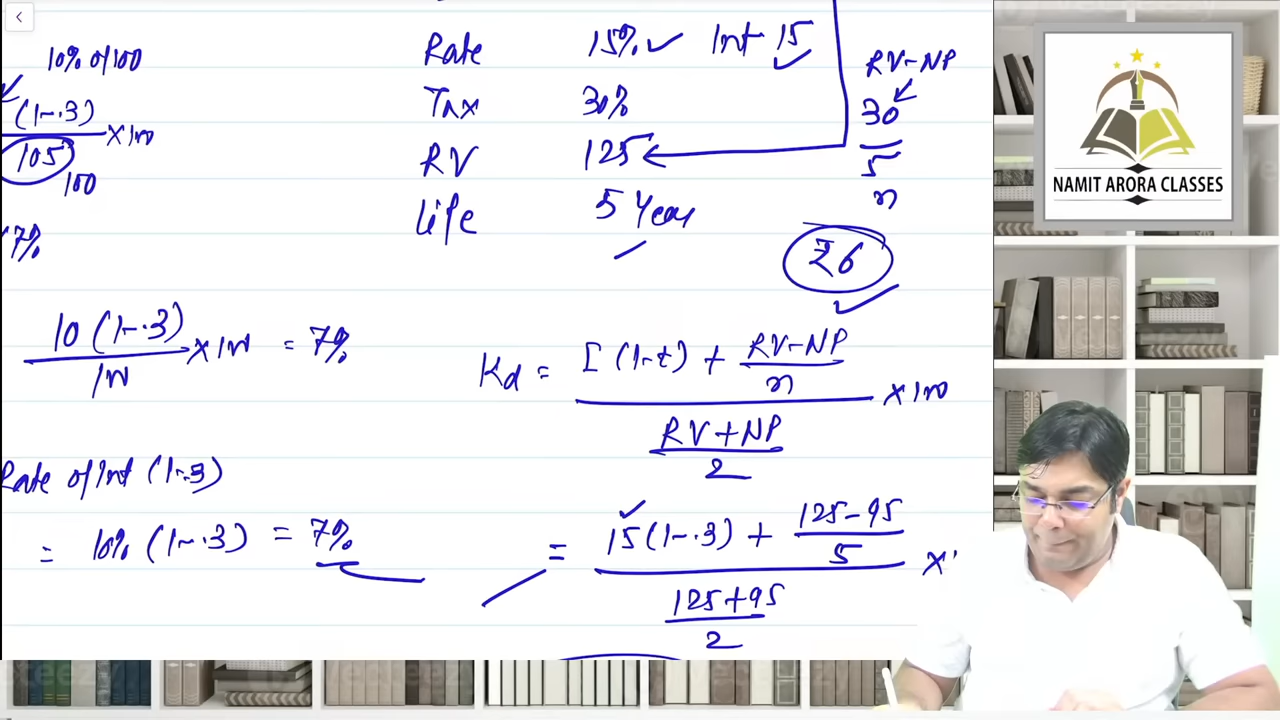 10% of 100
(1-.3)
105
×100
100
7%
10 (1-.3)
100
×100 = 7%
Rate of Int (1-.3)
= 10% (1-.3) = 7%
Rate 15% Int 15
Tax 30%
RV 125
Life 5 Year
RV-NP
30
5
n
₹6
Kd = I (1-t) + RV-NP
n
×100
RV+NP
2
= 15 (1-.3) + 125-95
5
×
125+95
2
NAMIT ARORA CLASSES